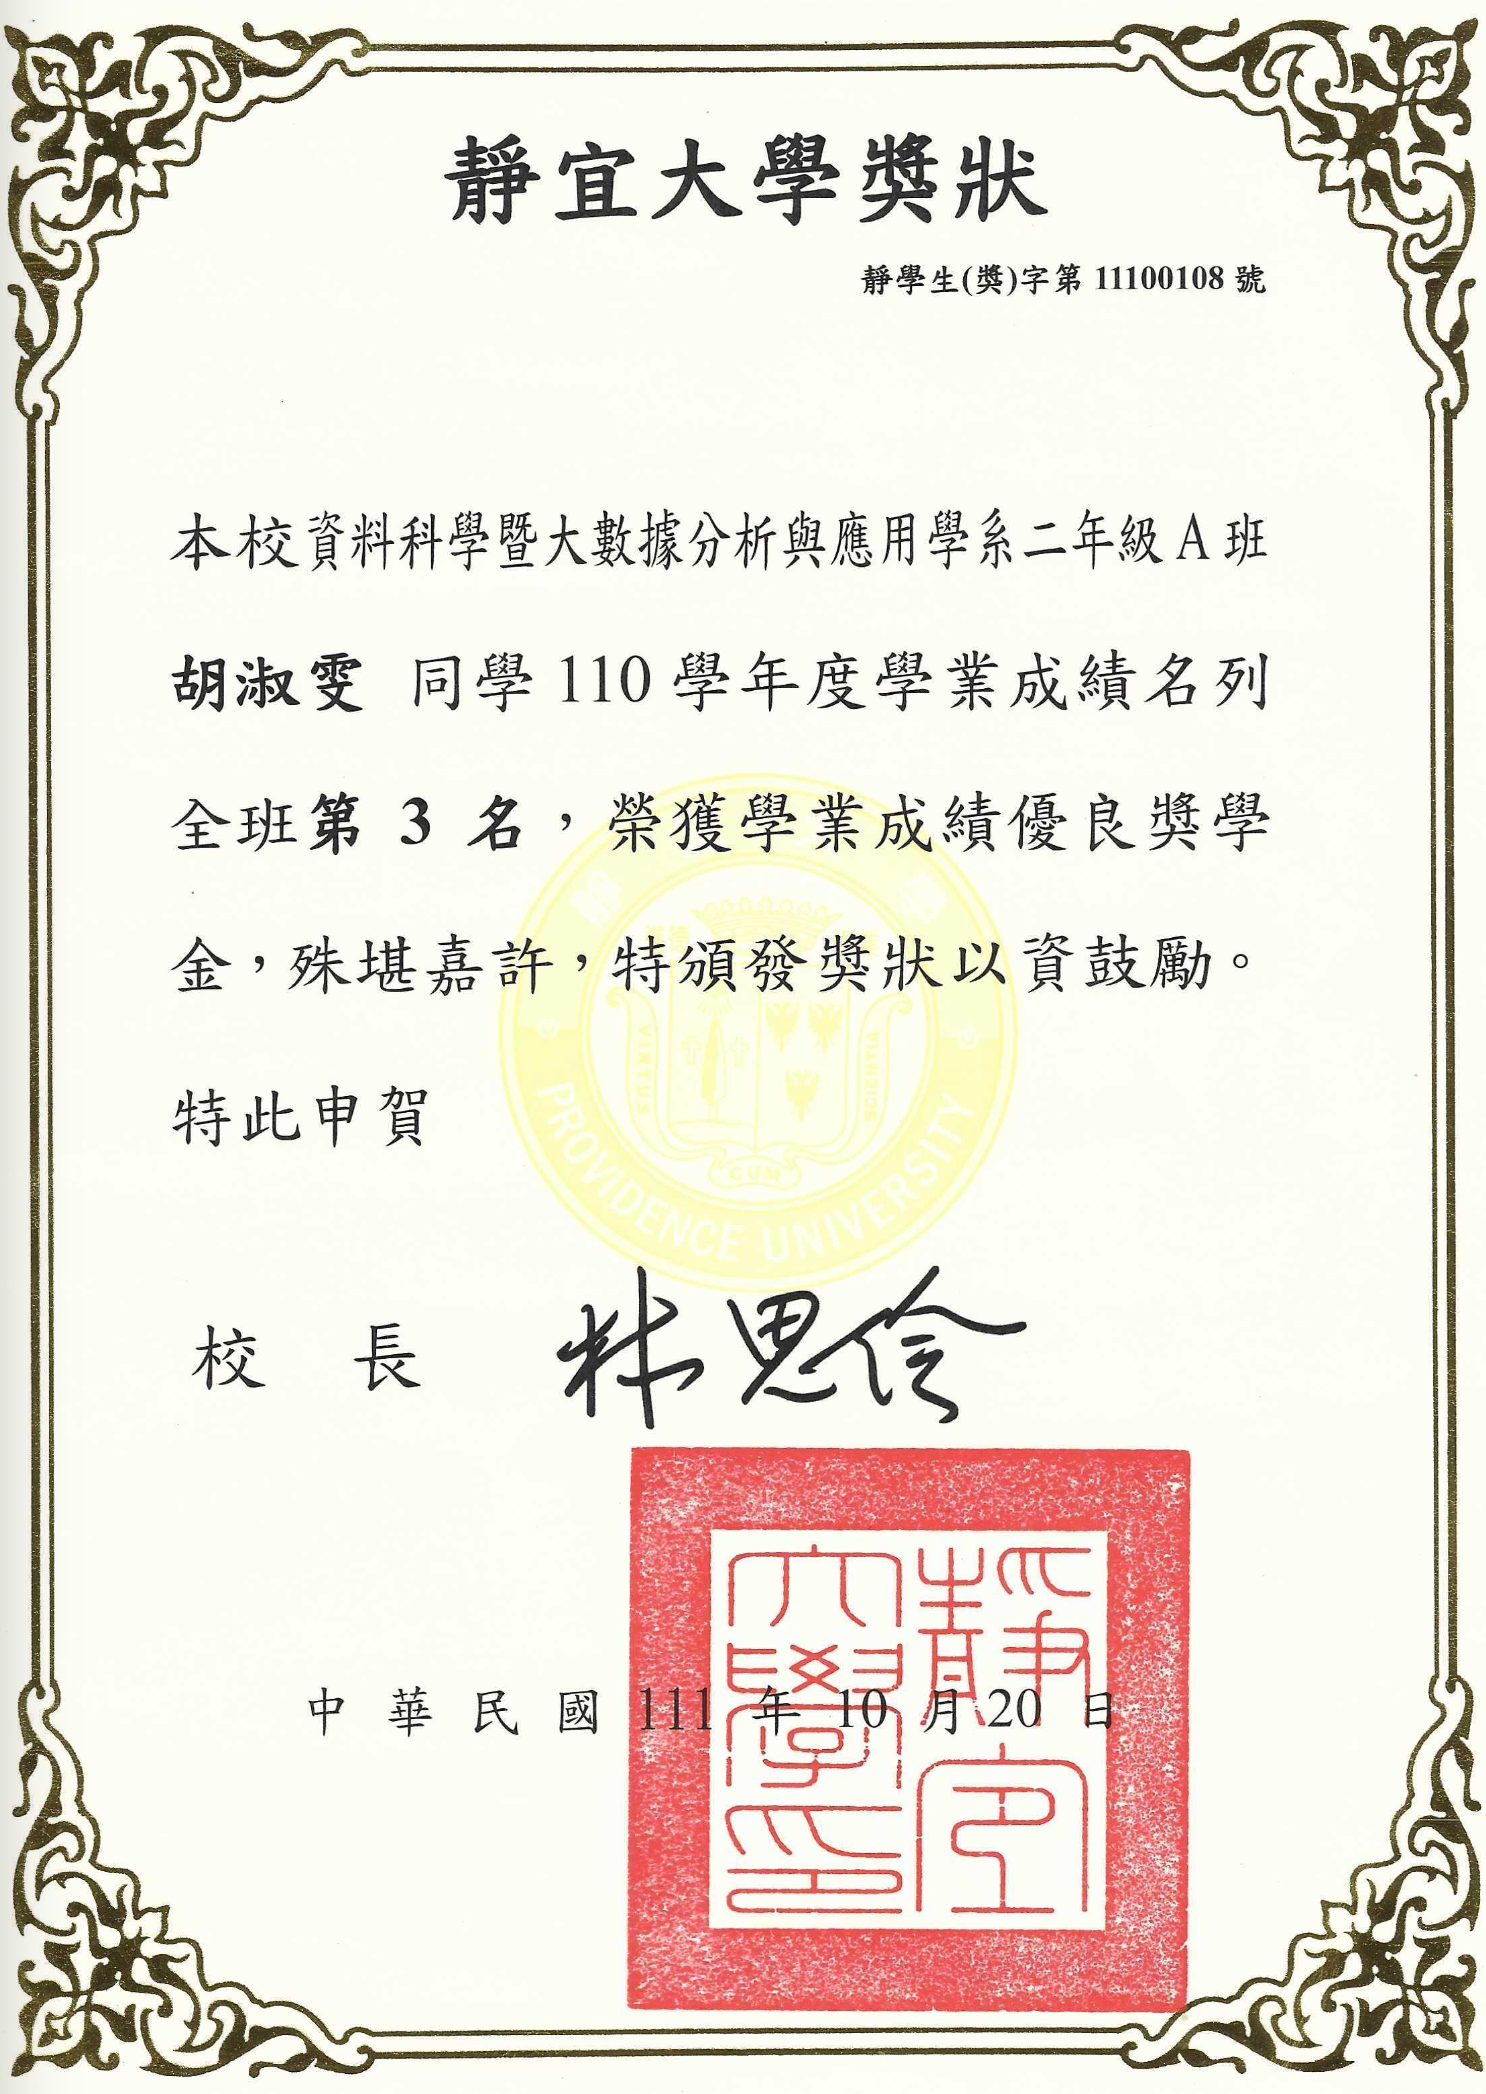 靜宜大學獎狀
靜學生(獎)字第 11100108 號
本校資料科學暨大數據分析與應用學系二年級 A 班
胡淑雯 同學 110 學年度學業成績名列
全班第 3 名，榮獲學業成績優良獎學
金，殊堪嘉許，特頒發獎狀以資鼓勵。
特此申賀
VIRTUS
SCIENTIA
CUM
PROVIDENCE UNIVERSITY
校 長 林思伶
靜宜大學印
中 華 民 國 111 年 10 月 20 日